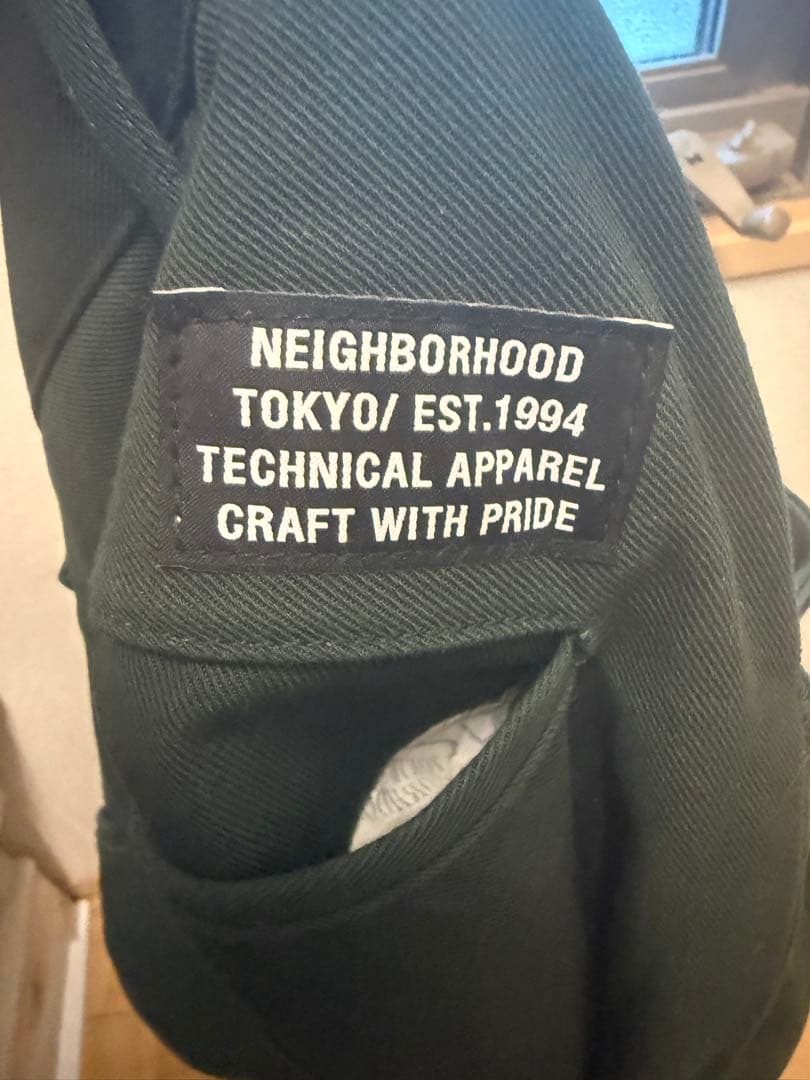 NEIGHBORHOOD
TOKYO/ EST.1994
TECHNICAL APPAREL
CRAFT WITH PRIDE